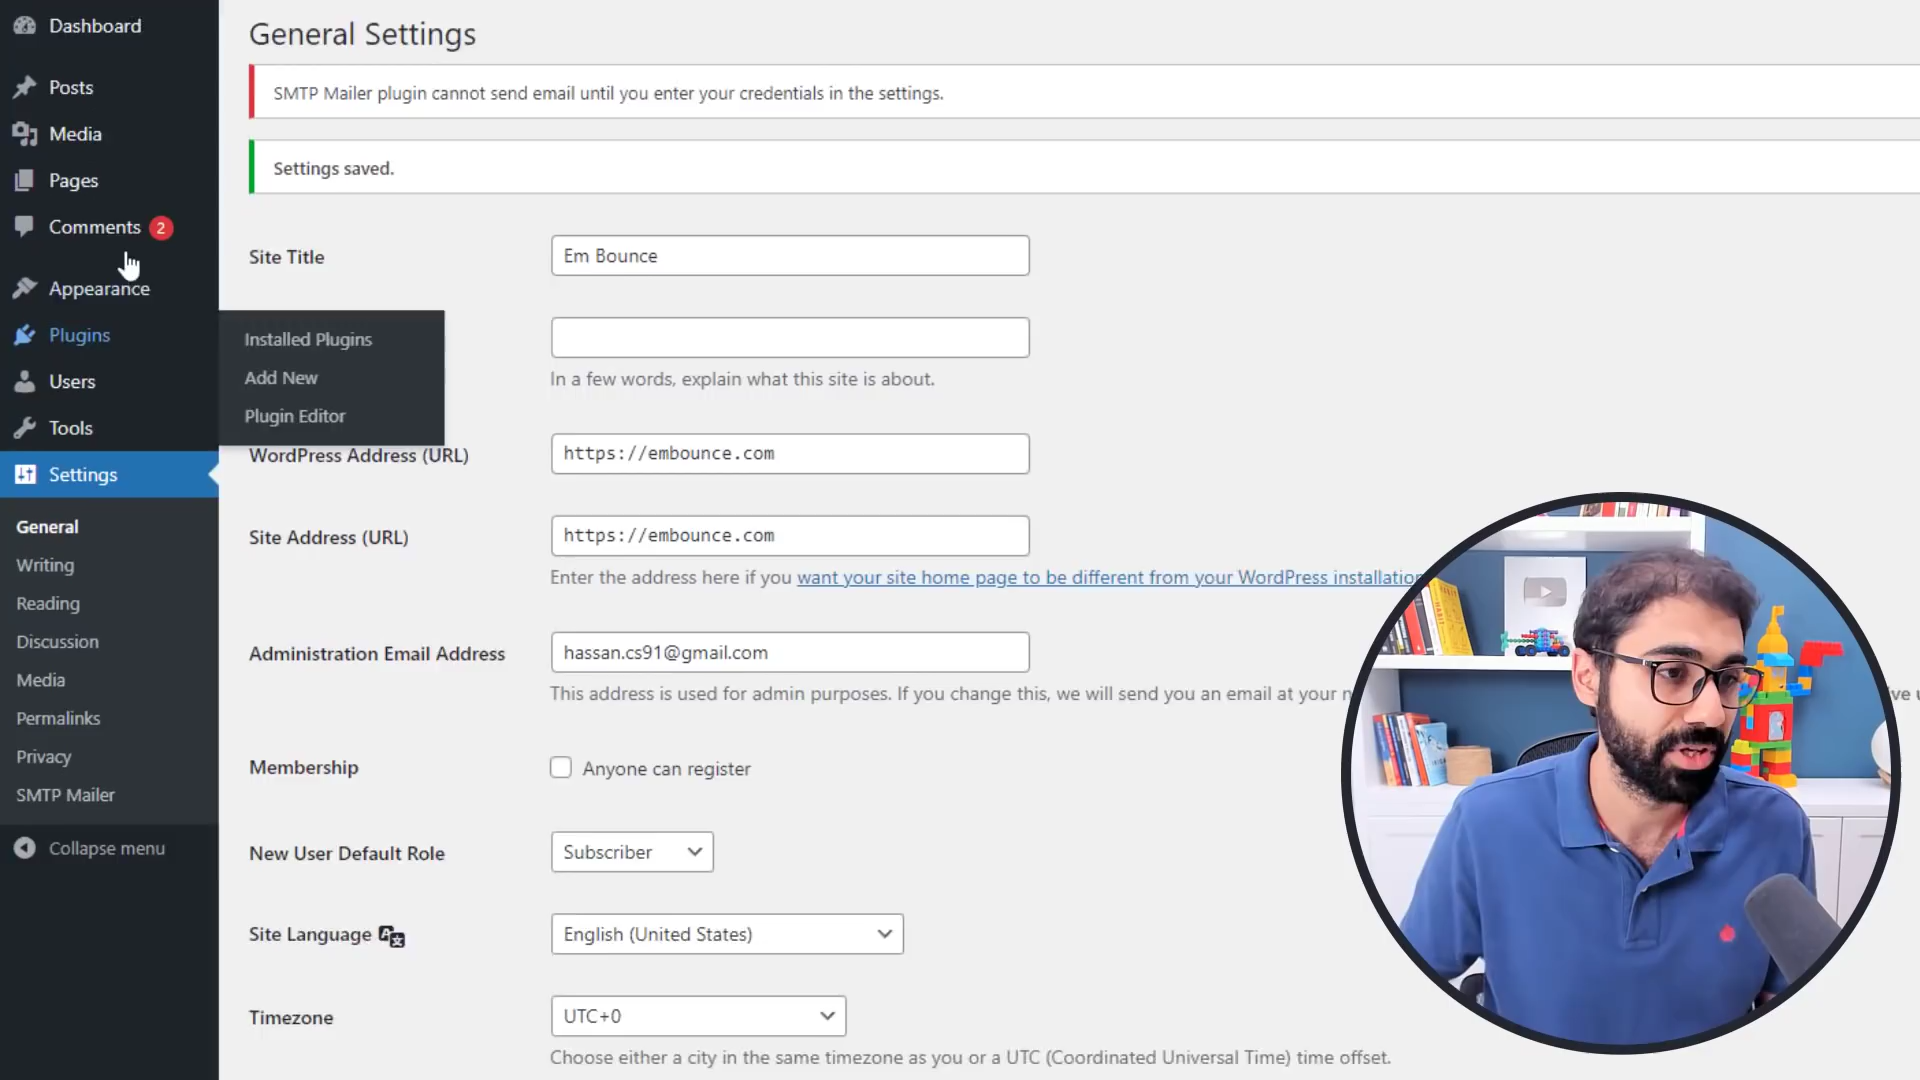 Dashboard
Posts
Media
Pages
Comments 2
Appearance
Plugins
Users
Tools
Settings
General
Writing
Reading
Discussion
Media
Permalinks
Privacy
SMTP Mailer
Collapse menu
Installed Plugins
Add New
Plugin Editor
General Settings
SMTP Mailer plugin cannot send email until you enter your credentials in the settings.
Settings saved.
Site Title
Em Bounce
In a few words, explain what this site is about.
WordPress Address (URL)
https://embounce.com
Site Address (URL)
https://embounce.com
Enter the address here if you want your site home page to be different from your WordPress installation
Administration Email Address
hassan.cs91@gmail.com
This address is used for admin purposes. If you change this, we will send you an email at your
Membership
Anyone can register
New User Default Role
Subscriber
Site Language
English (United States)
Timezone
UTC+0
Choose either a city in the same timezone as you or a UTC (Coordinated Universal Time) time offset.